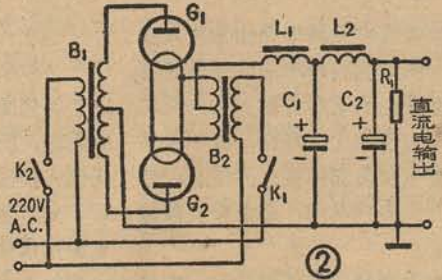 G₁
L₁
L₂
B₁
R₁
C₁
C₂
+
+
-
-
B₂
K₂
K₁
G₂
220V
A.C.
直流电输出
②